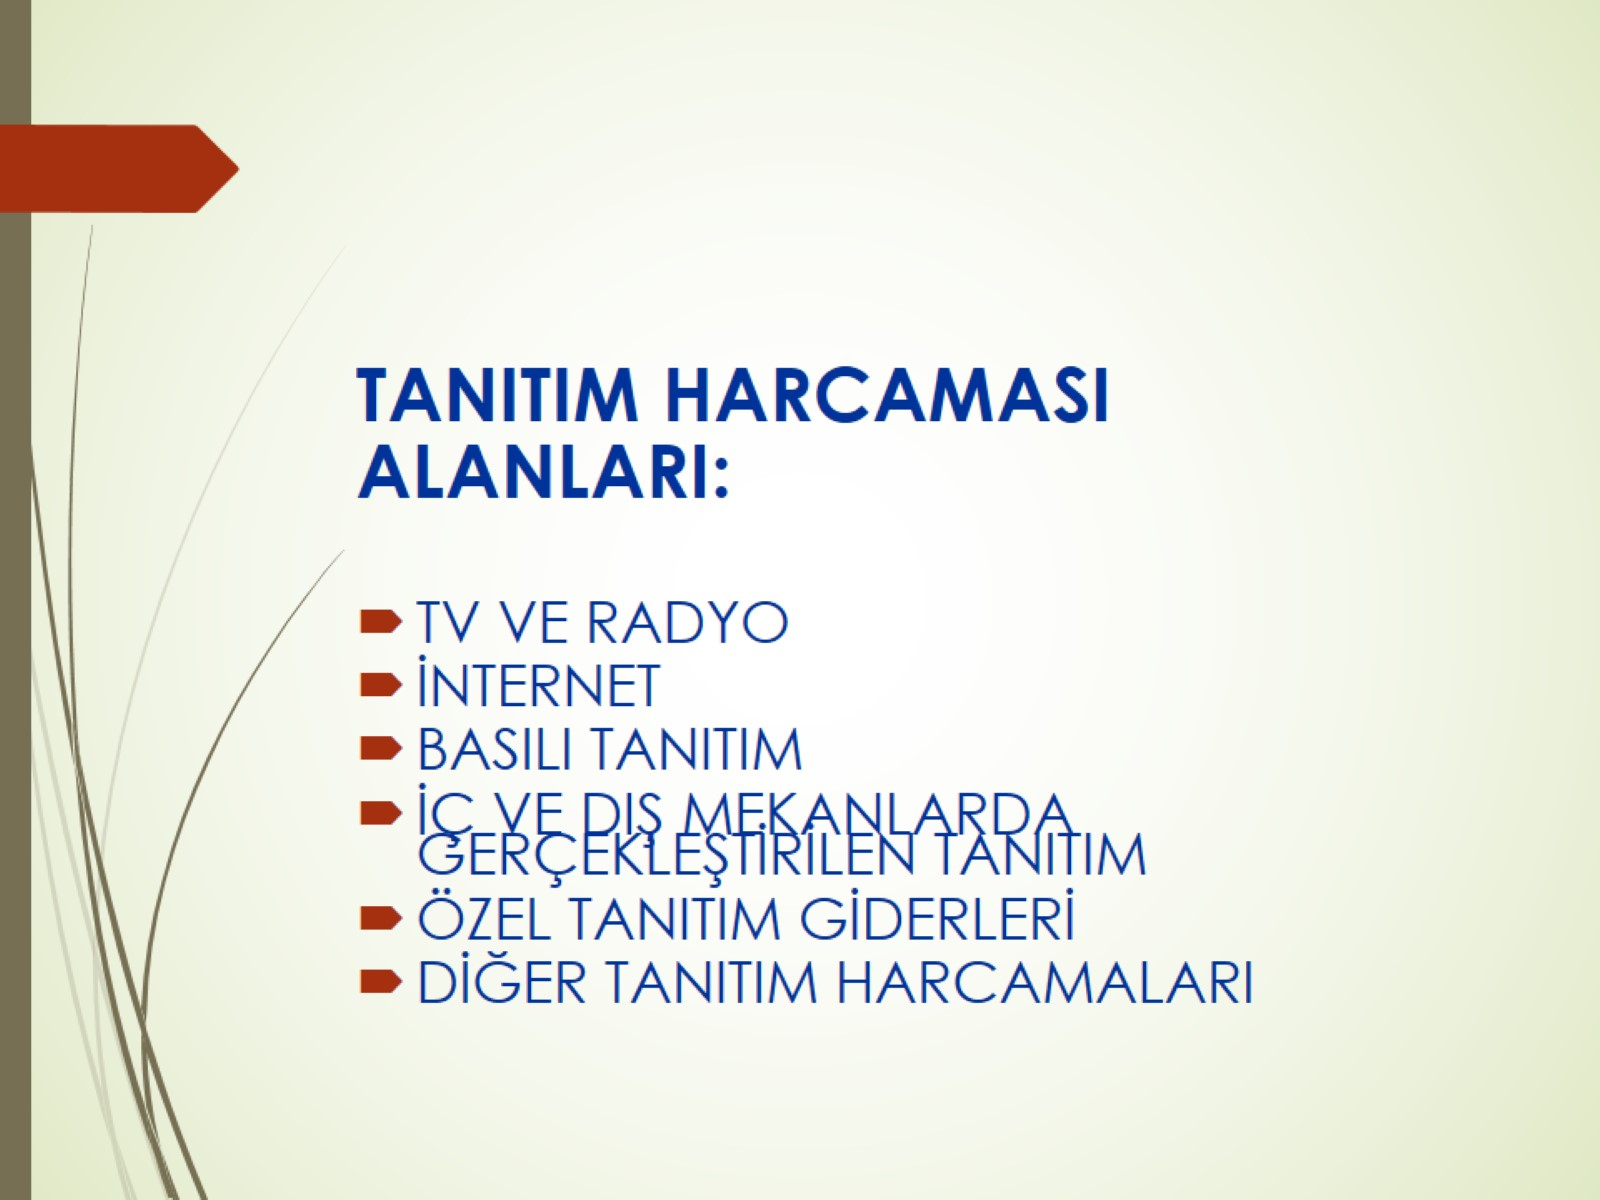 TANITIM HARCAMASI
ALANLARI:
TV VE RADYO
İNTERNET
BASILI TANITIM
İÇ VE DIŞ MEKANLARDA
GERÇEKLEŞTİRİLEN TANITIM
ÖZEL TANITIM GİDERLERİ
DİĞER TANITIM HARCAMALARI